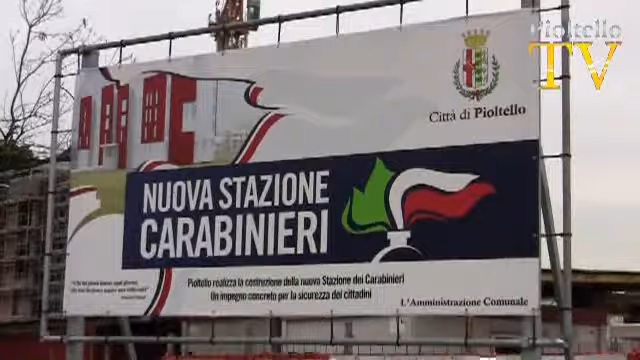 Pioltello
TV
Città di Pioltello
NUOVA STAZIONE
CARABINIERI
Pioltello realizza la costruzione della nuova Stazione dei Carabinieri
Un impegno concreto per la sicurezza dei cittadini
L'Amministrazione Comunale